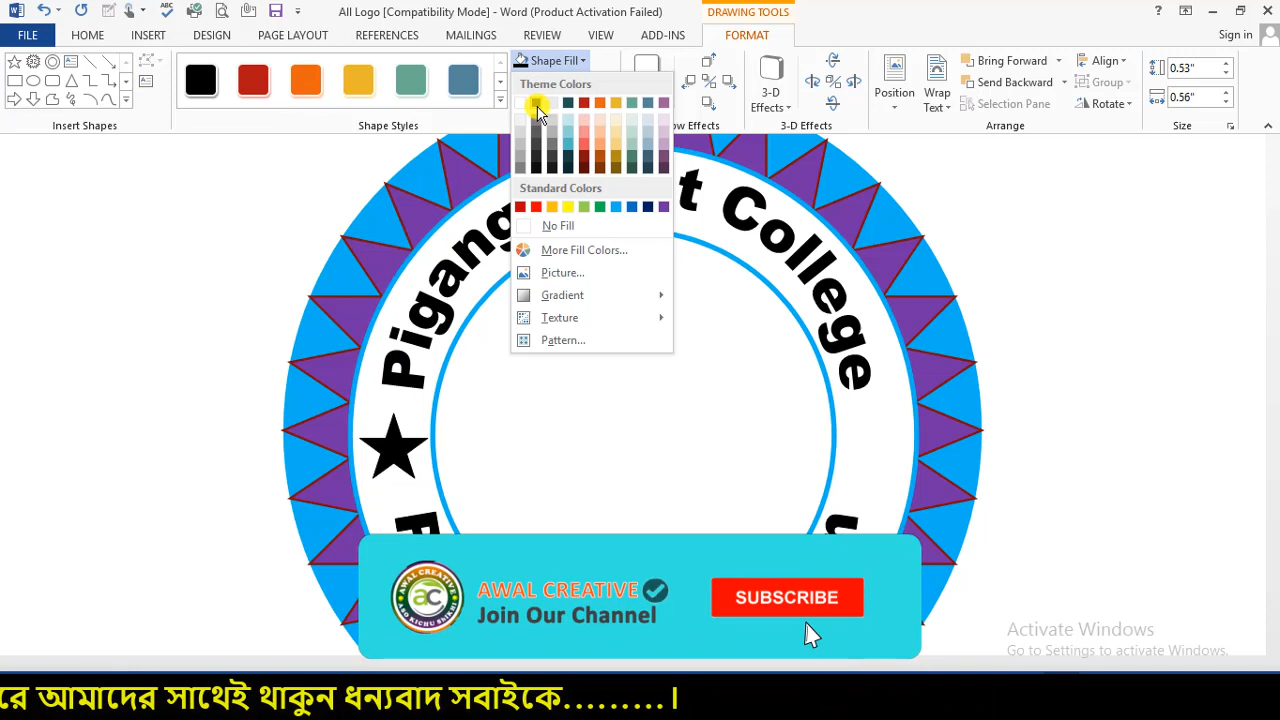 All Logo [Compatibility Mode] - Word (Product Activation Failed)
DRAWING TOOLS
FILE HOME INSERT DESIGN PAGE LAYOUT REFERENCES MAILINGS REVIEW VIEW ADD-INS FORMAT Sign in
Shape Fill
3-D Effects
Position
Wrap Text
Bring Forward
Send Backward
Selection Pane
Align
Group
Rotate
0.53"
0.56"
Insert Shapes
Shape Styles
3-D Effects
Arrange
Size
Theme Colors
Standard Colors
No Fill
More Fill Colors...
Picture...
Gradient
Texture
Pattern...
t College
AWAL CREATIVE
Join Our Channel
SUBSCRIBE
ac
AWAL CREATIVE
Activate Windows
Go to Settings to activate Windows.
রে আমাদের সাথেই থাকুন ধন্যবাদ সবাইকে.........।